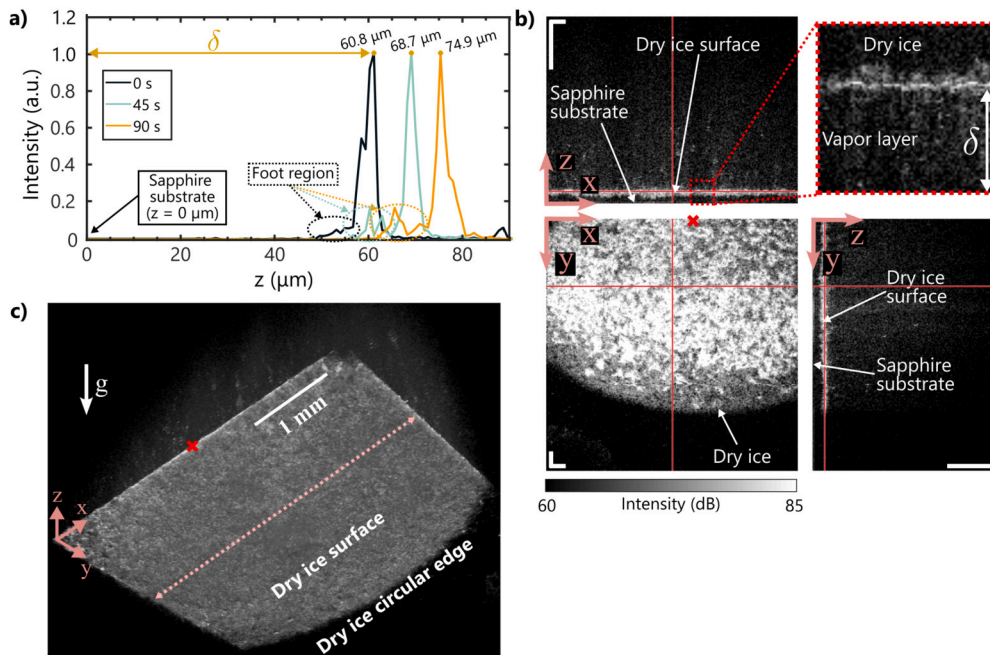 a)
1.2
1.0
0.8
0.6
0.4
0.2
0
Intensity (a.u.)
δ
60.8 μm
68.7 μm
74.9 μm
0 s
45 s
90 s
Foot region
Sapphire
substrate
(z = 0 μm)
0
20
40
60
80
z (μm)
b)
Dry ice surface
Sapphire
substrate
z
x
Dry ice
Vapor layer
δ
x
y
Dry ice
z
y
Dry ice
surface
Sapphire
substrate
60
Intensity (dB)
85
c)
g
1 mm
z
x
y
Dry ice surface
Dry ice circular edge